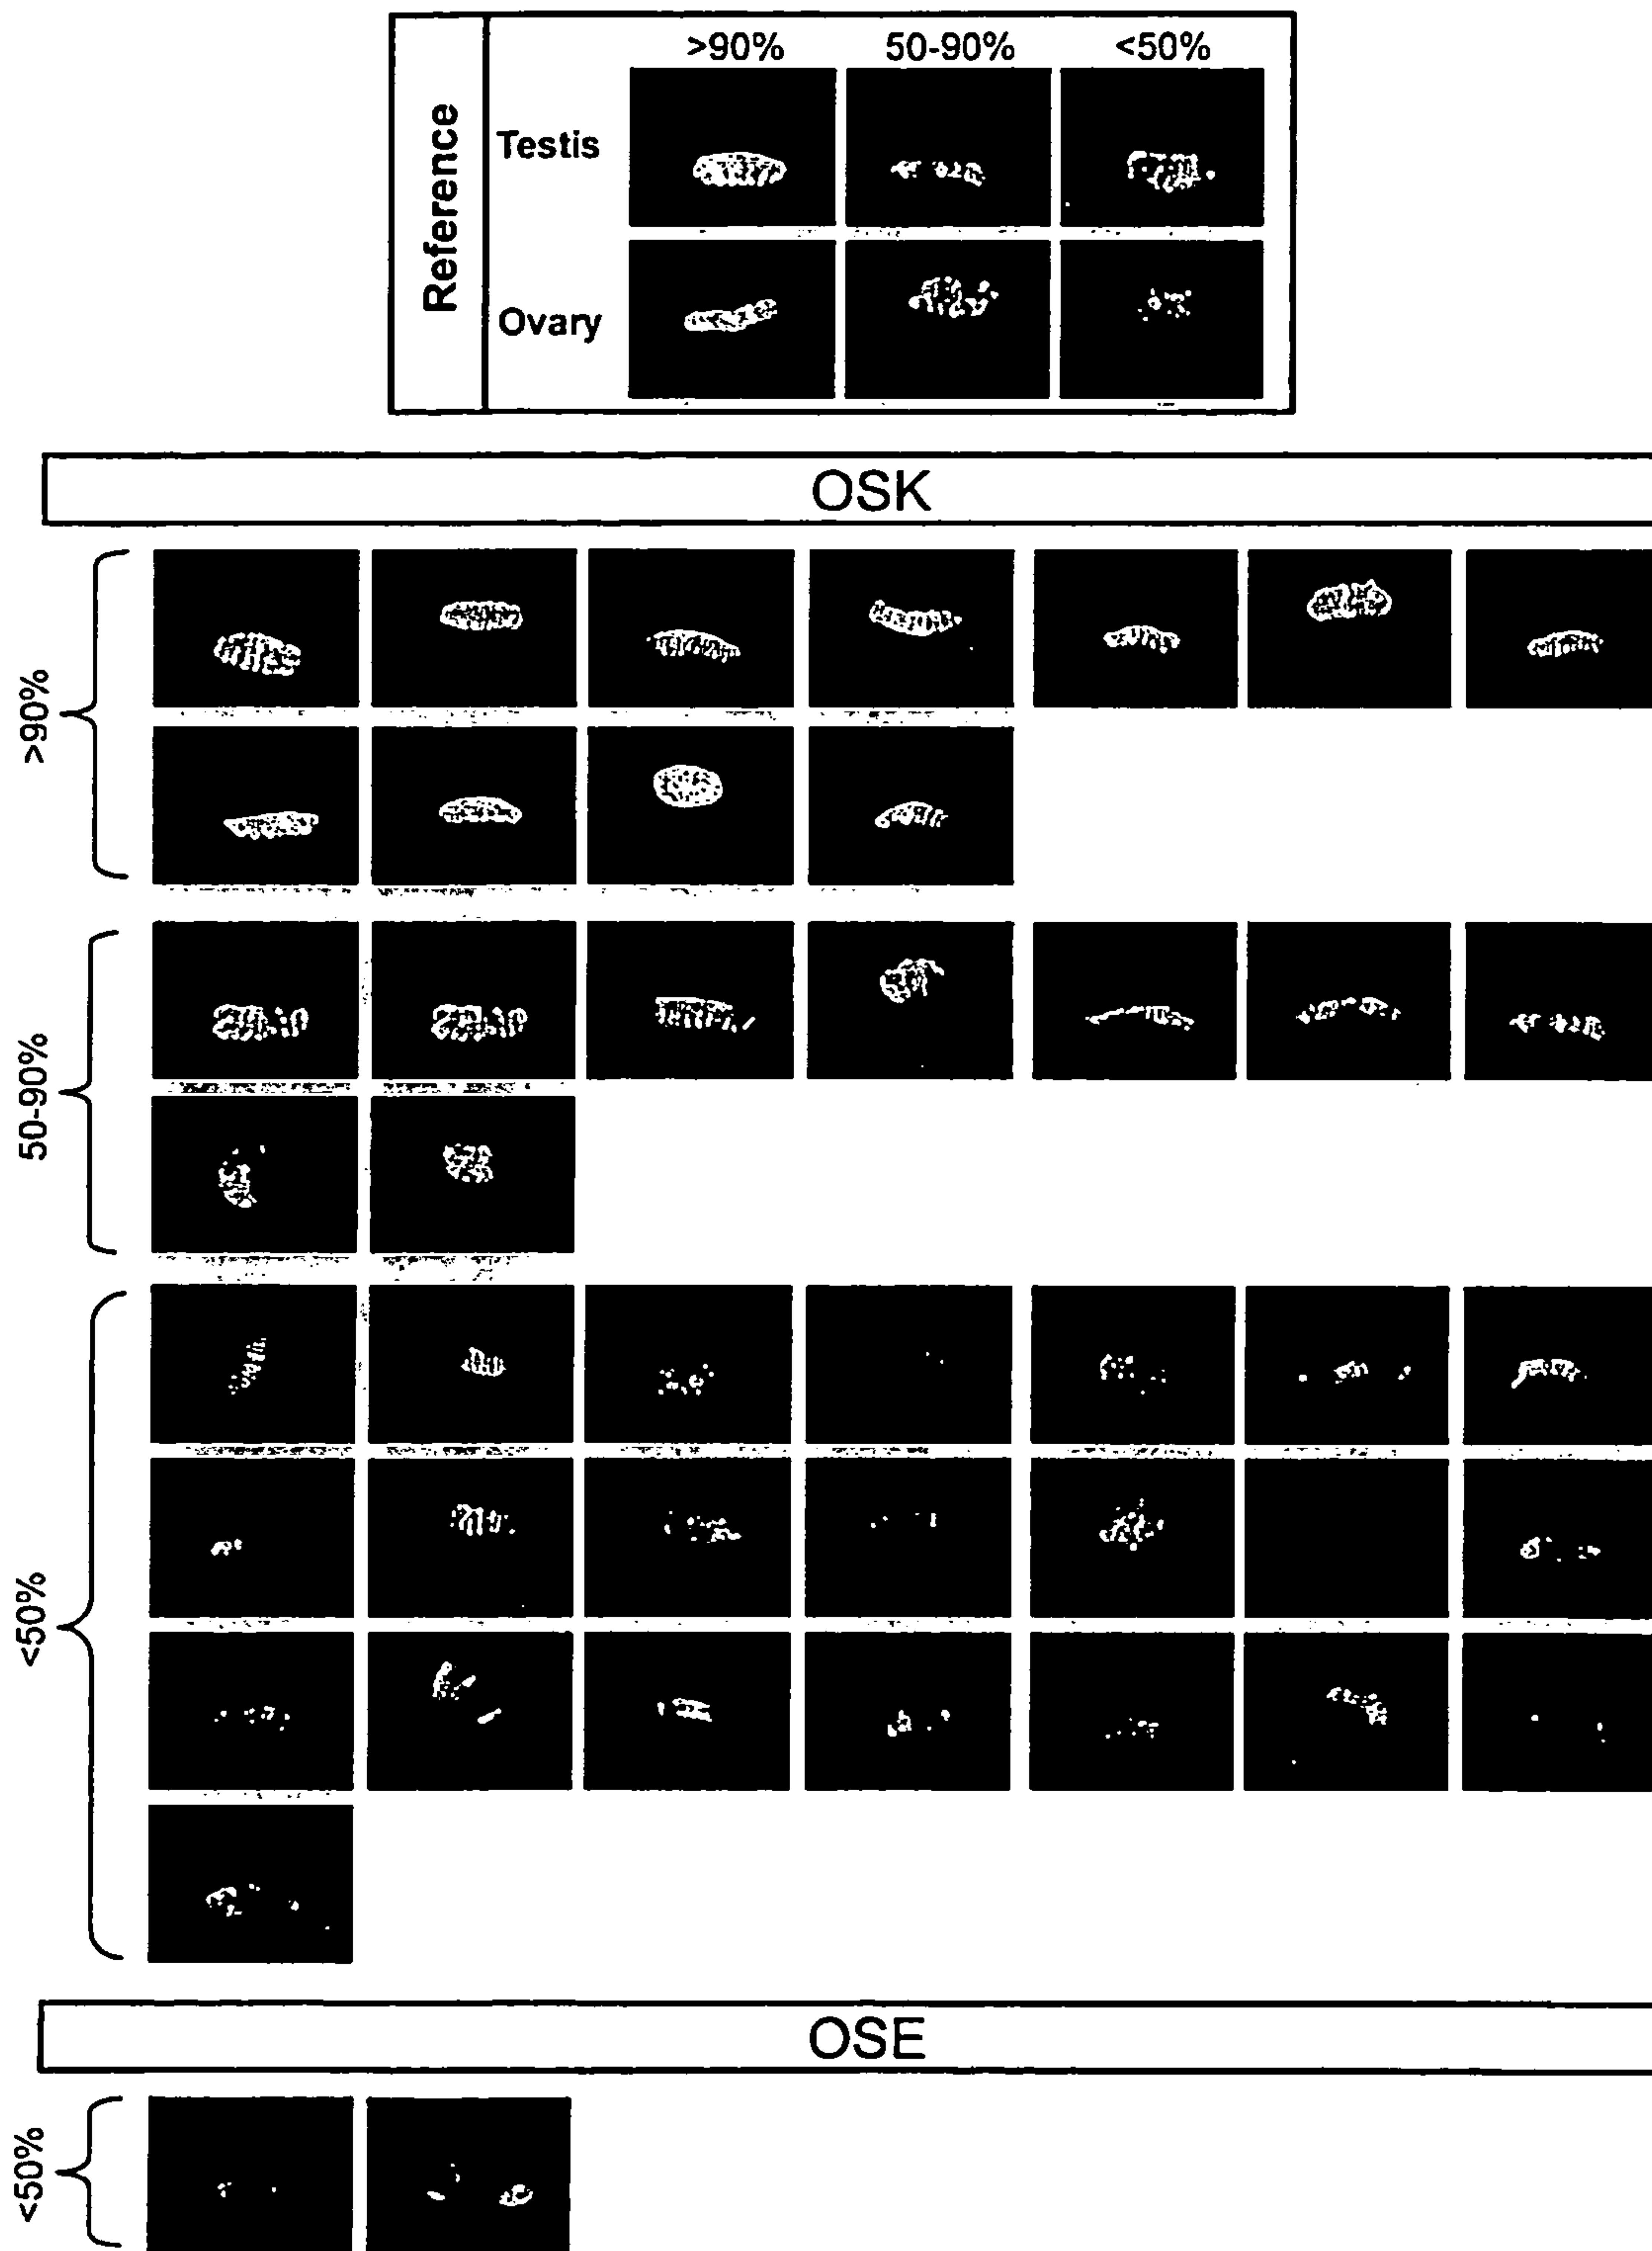 >90% 50-90% <50%
Reference
Testis
Ovary
OSK
>90%
50-90%
<50%
OSE
<50%